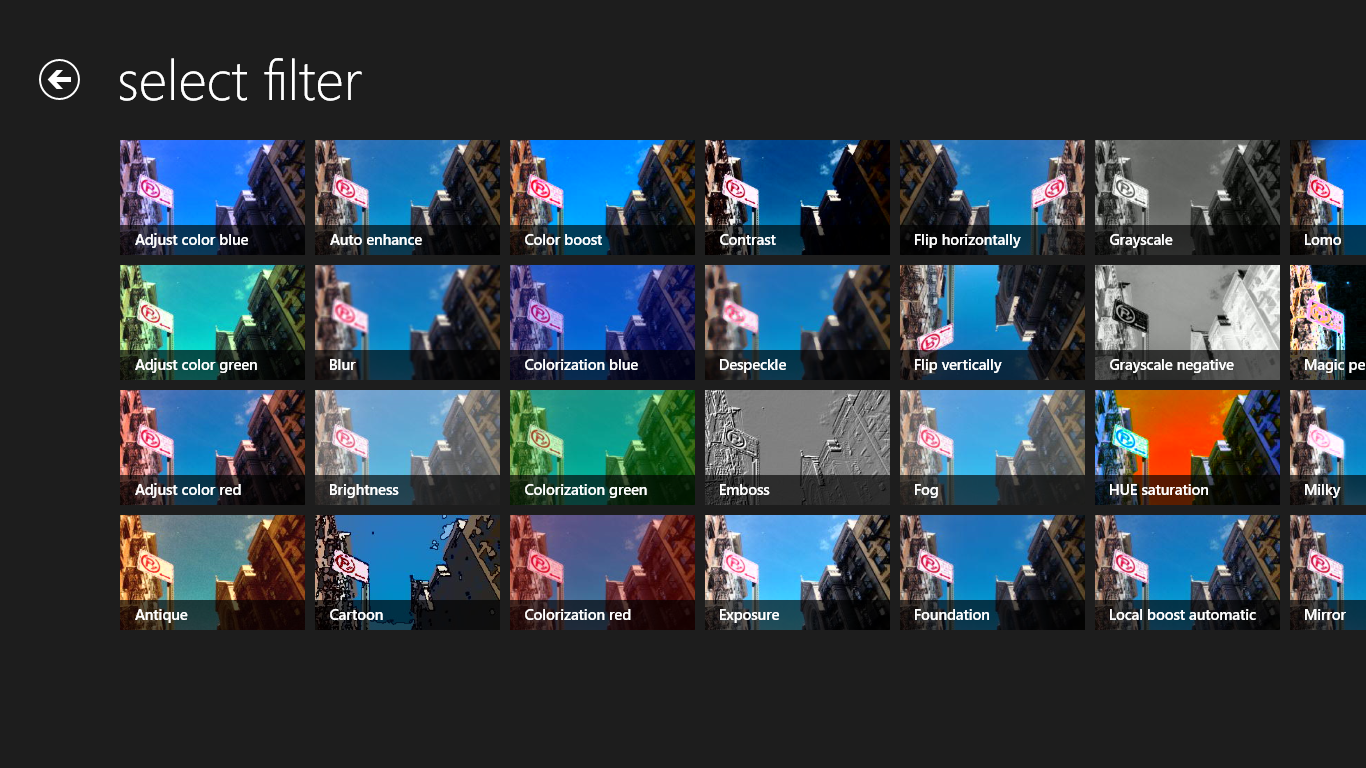 select filter
Adjust color blue
Auto enhance
Color boost
Contrast
Flip horizontally
Grayscale
Lomo
Adjust color green
Blur
Colorization blue
Despeckle
Flip vertically
Grayscale negative
Magic pe
Adjust color red
Brightness
Colorization green
Emboss
Fog
HUE saturation
Milky
Antique
Cartoon
Colorization red
Exposure
Foundation
Local boost automatic
Mirror